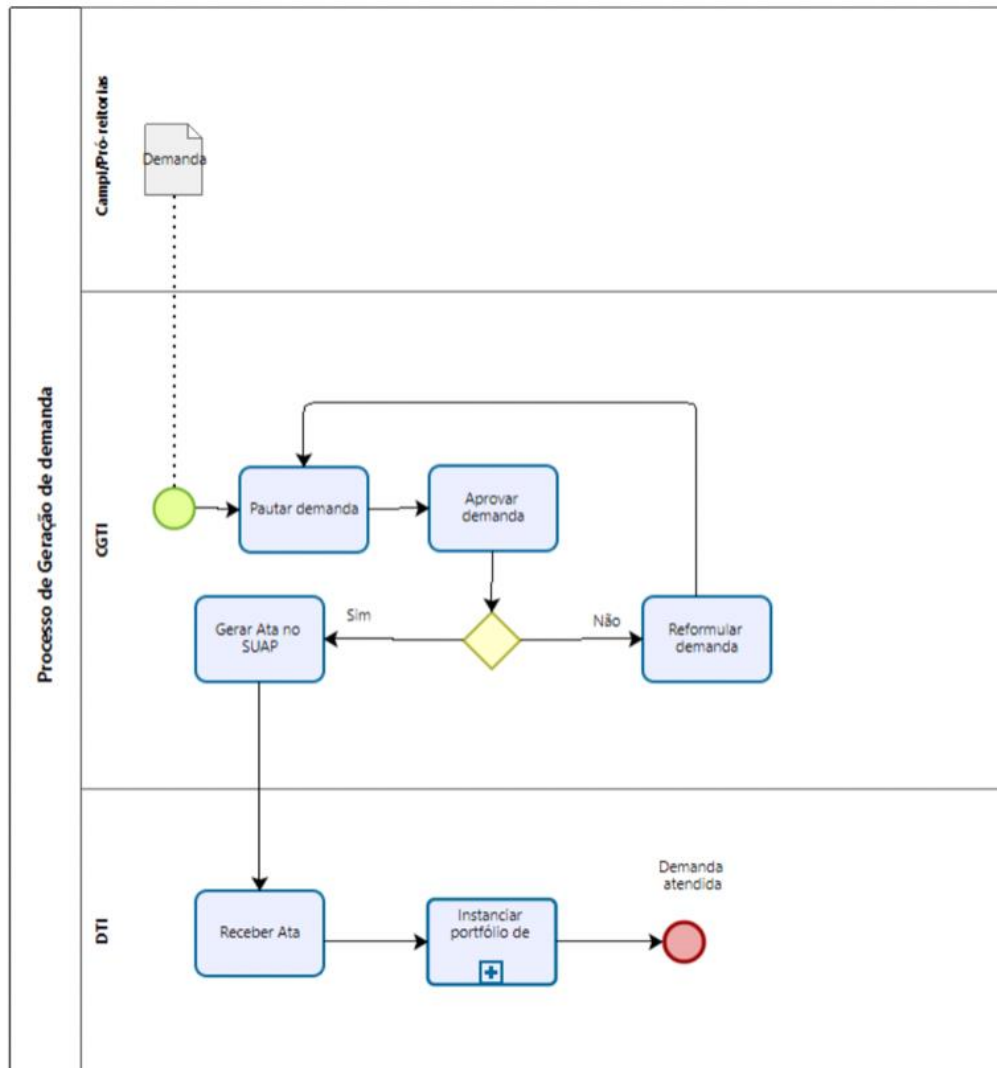 Processo de Geração de demanda
Campi/Pró-reitorias
Demanda
CGTI
Pautar demanda
Aprovar
demanda
Sim
Não
Gerar Ata no
SUAP
Reformular
demanda
DTI
Receber Ata
Instanciar
portfólio de
Demanda
atendida